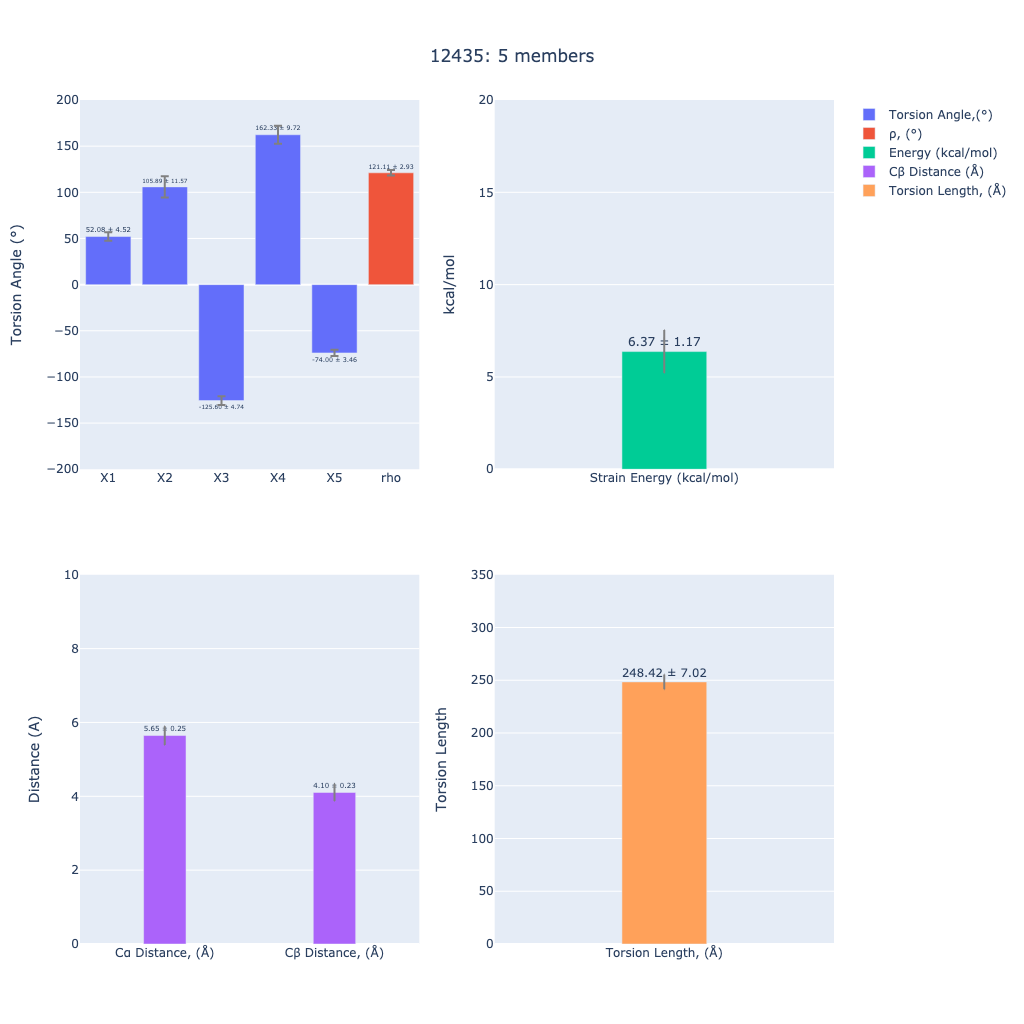 12435: 5 members
Torsion Angle (°)
200
150
100
50
0
−50
−100
−150
−200
52.08 ± 4.52
105.89 ± 11.57
-125.60 ± 4.74
162.33 ± 9.72
-74.00 ± 3.46
121.11 ± 2.93
X1
X2
X3
X4
X5
rho
kcal/mol
20
15
10
5
0
6.37 ± 1.17
Strain Energy (kcal/mol)
Torsion Angle,(°)
ρ, (°)
Energy (kcal/mol)
Cβ Distance (Å)
Torsion Length, (Å)
Distance (A)
10
8
6
4
2
0
5.65 ± 0.25
4.10 ± 0.23
Cα Distance, (Å)
Cβ Distance, (Å)
Torsion Length
350
300
250
200
150
100
50
0
248.42 ± 7.02
Torsion Length, (Å)